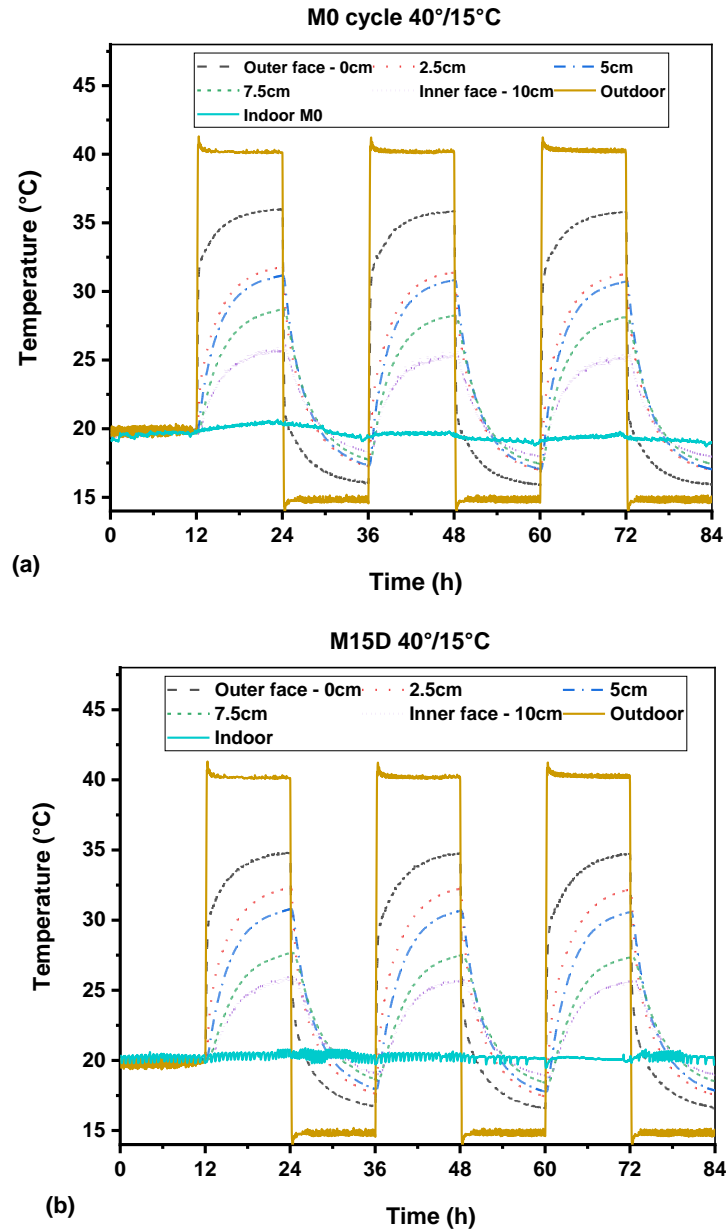 M0 cycle 40°/15°C
Outer face - 0cm 2.5cm 5cm
7.5cm Inner face - 10cm Outdoor
Indoor M0
Temperature (°C)
45
40
35
30
25
20
15
0 12 24 36 48 60 72 84
Time (h)
(a)
M15D 40°/15°C
Outer face - 0cm 2.5cm 5cm
7.5cm Inner face - 10cm Outdoor
Indoor
Temperature (°C)
45
40
35
30
25
20
15
0 12 24 36 48 60 72 84
Time (h)
(b)